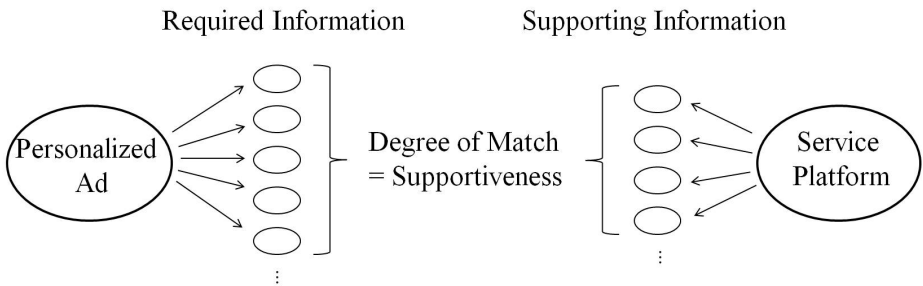 Required Information
Supporting Information
Personalized
Ad
Degree of Match
= Supportiveness
Service
Platform
...
...